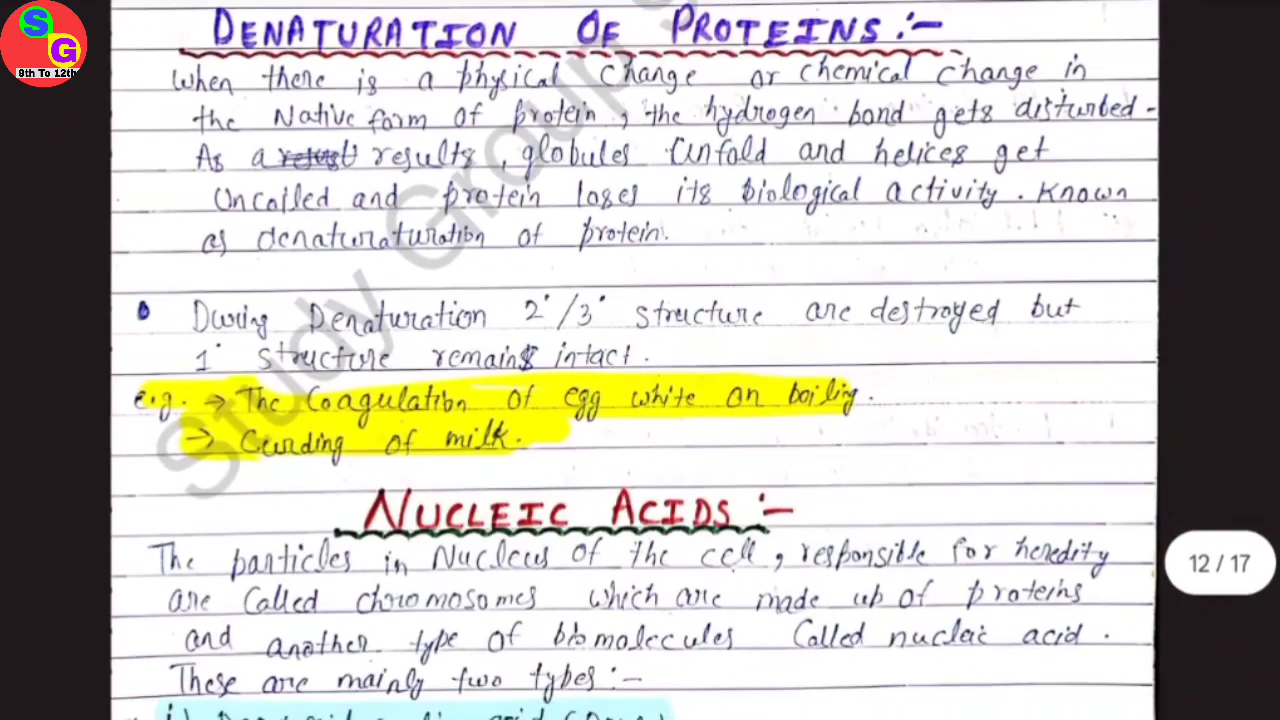 SG
9th To 12th
DENATURATION OF PROTEINS :-
When there is a physical change or chemical change in
the Native form of protein, the hydrogen bond gets disturbed -
As a results, globules unfold and helices get
Uncoiled and protein loses its biological activity. Known
as denaturaturation of protein.
During Denaturation 2°/3° structure are destroyed but
1° structure remains intact.
e.g. → The Coagulation of egg white on boiling.
→ Curding of milk.
NUCLEIC ACIDS :-
The particles in Nucleus of the cell, responsible for heredity
are Called chromosomes which are made up of proteins
and another type of biomolecules Called nucleic acid.
These are mainly two types :-
12 / 17
Study Group S